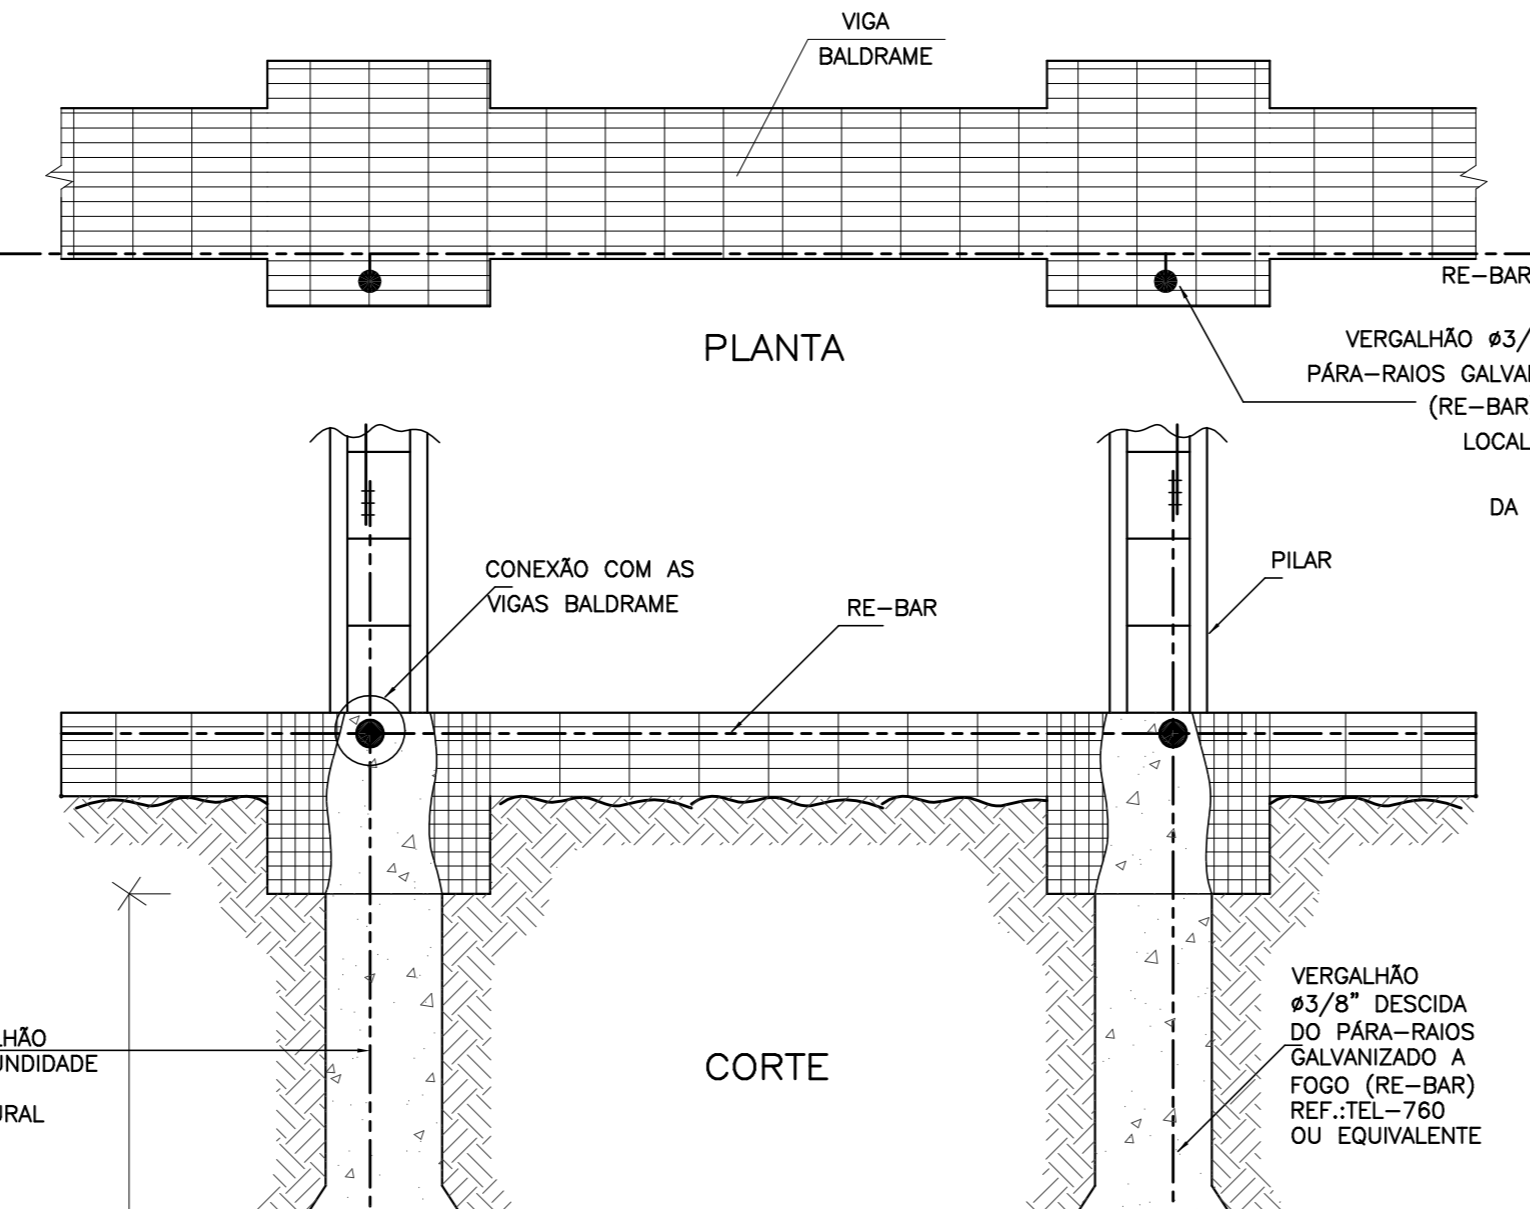 VIGA
BALDRAME
RE-BAR
PLANTA
VERGALHÃO ø3/
PÁRA-RAIOS GALVA
(RE-BAR
LOCAL
DA
CONEXÃO COM AS
VIGAS BALDRAME
RE-BAR
PILAR
LHÃO
UNDIDADE
URAL
CORTE
VERGALHÃO
ø3/8" DESCIDA
DO PÁRA-RAIOS
GALVANIZADO A
FOGO (RE-BAR)
REF.:TEL-760
OU EQUIVALENTE